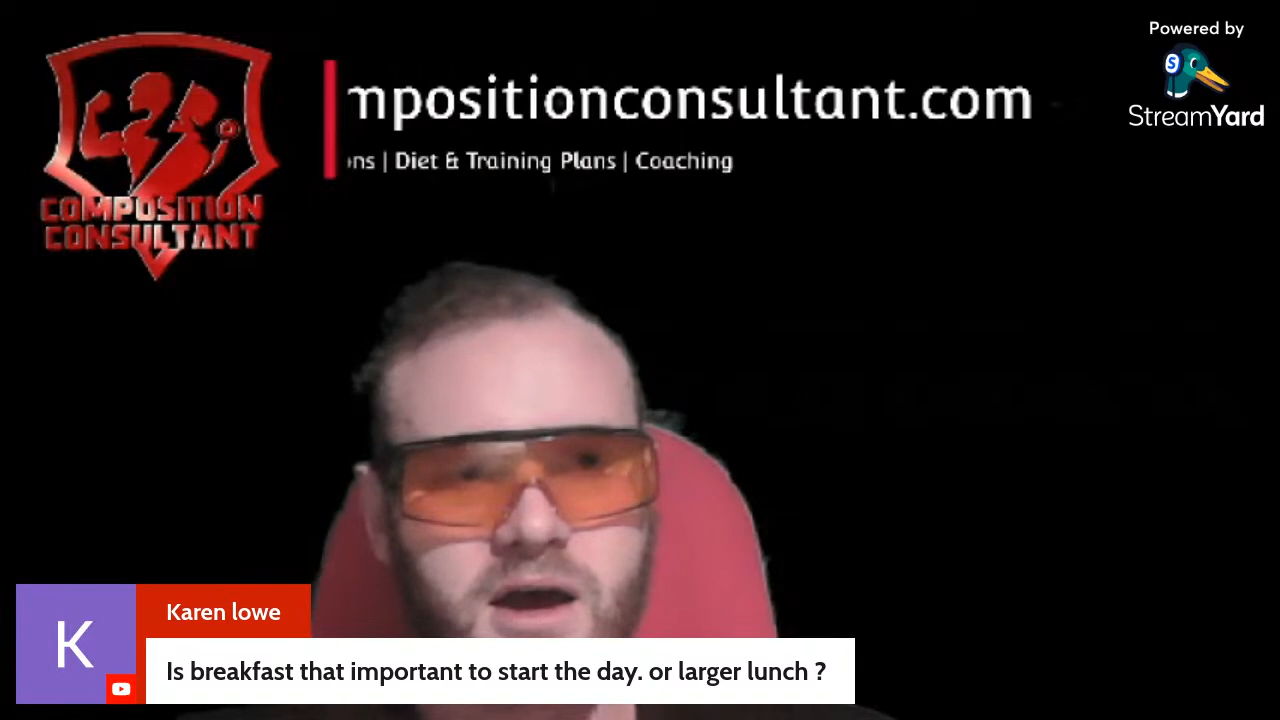 Powered by
StreamYard
mpositionconsultant.com
ns | Diet & Training Plans | Coaching
COMPOSITION
CONSULTANT
K
Karen lowe
Is breakfast that important to start the day. or larger lunch ?